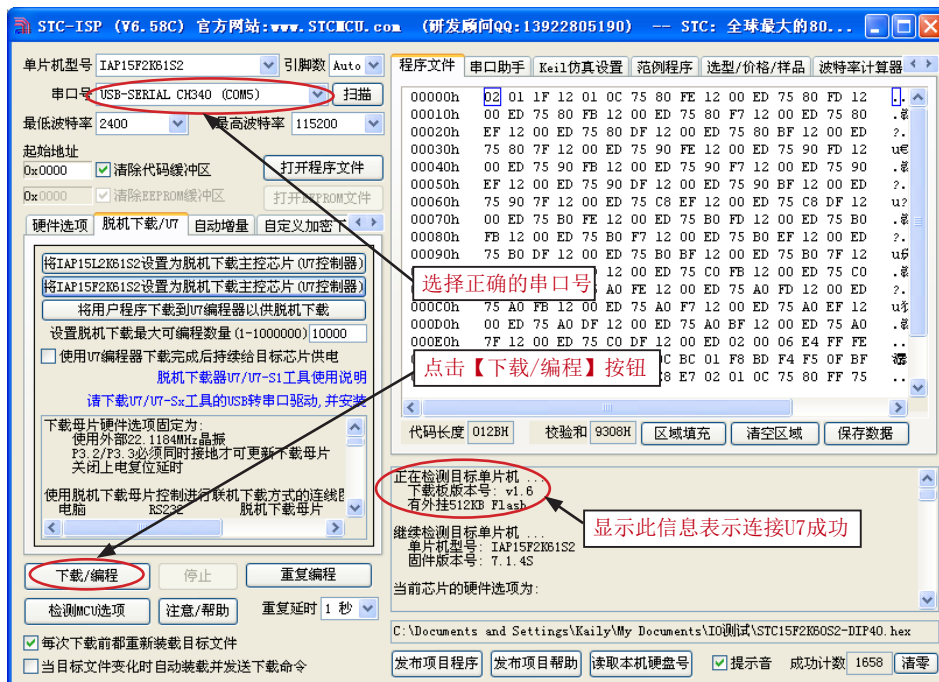 STC-ISP (V6.58C) 官方网站:www.STCMCU.com (研发顾问QQ:13922805190) -- STC: 全球最大的80...
单片机型号 IAP15F2K61S2 引脚数 Auto
串口号 USB-SERIAL CH340 (COM5) 扫描
最低波特率 2400 最高波特率 115200
起始地址
0x0000 清除代码缓冲区 打开程序文件
0x0000 清除EEPROM缓冲区 打开EEPROM文件
硬件选项 脱机下载/U7 自动增量 自定义加密下
将IAP15L2K61S2设置为脱机下载主控芯片(U7控制器)
将IAP15F2K61S2设置为脱机下载主控芯片(U7控制器)
将用户程序下载到U7编程器以供脱机下载
设置脱机下载最大可编程数量(1-1000000) 10000
使用U7编程器下载完成后持续给目标芯片供电
脱机下载器U7/U7-S1工具使用说明
请下载U7/U7-Sx工具的USB转串口驱动,并安装
下载母片硬件选项固定为:
使用外部22.1184MHz晶振
P3.2/P3.3必须同时接地才可更新下载母片
关闭上电复位延时
使用脱机下载母片控制进行联机下载方式的连线
电脑 RS232 脱机下载母片
下载/编程 停止 重复编程
检测MCU选项 注意/帮助 重复延时 1 秒
每次下载前都重新装载目标文件
当目标文件变化时自动装载并发送下载命令
程序文件 串口助手 Keil仿真设置 范例程序 选型/价格/样品 波特率计算器
00000h 02 01 1F 12 01 0C 75 80 FE 12 00 ED 75 80 FD 12
00010h 00 ED 75 80 FB 12 00 ED 75 80 F7 12 00 ED 75 80
00020h EF 12 00 ED 75 80 DF 12 00 ED 75 80 BF 12 00 ED ?.
00030h 75 80 7F 12 00 ED 75 90 FE 12 00 ED 75 90 FD 12 u€
00040h 00 ED 75 90 FB 12 00 ED 75 90 F7 12 00 ED 75 90
00050h EF 12 00 ED 75 90 DF 12 00 ED 75 90 BF 12 00 ED ?.
00060h 75 90 7F 12 00 ED 75 C8 EF 12 00 ED 75 C8 DF 12 u?
00070h 00 ED 75 B0 FE 12 00 ED 75 B0 FD 12 00 ED 75 B0
00080h FB 12 00 ED 75 B0 F7 12 00 ED 75 B0 EF 12 00 ED ?.
00090h 75 B0 DF 12 00 ED 75 B0 BF 12 00 ED 75 B0 7F 12
12 00 ED 75 C0 FB 12 00 ED 75 C0
选择正确的串口号
A0 FE 12 00 ED 75 A0 FD 12 00 ED ?.
000C0h 75 A0 FB 12 00 ED 75 A0 F7 12 00 ED 75 A0 EF 12
000D0h 00 ED 75 A0 DF 12 00 ED 75 A0 BF 12 00 ED 75 A0
000E0h 7F 12 00 ED 75 C0 DF 12 00 ED 02 00 06 E4 FF FE ..
BC 01 F8 BD F4 F5 0F BF
点击【下载/编程】按钮
E7 02 01 0C 75 80 FF 75 ..
代码长度 012BH 校验和 9308H 区域填充 清空区域 保存数据
正在检测目标单片机 ...
下载板版本号: v1.6
有外挂512KB Flash
显示此信息表示连接U7成功
继续检测目标单片机 ...
单片机型号: IAP15F2K61S2
固件版本号: 7.1.4S
当前芯片的硬件选项为:
C:\Documents and Settings\Kaily\My Documents\IO测试\STC15F2K60S2-DIP40.hex
发布项目程序 发布项目帮助 读取本机硬盘号 提示音 成功计数 1658 清零